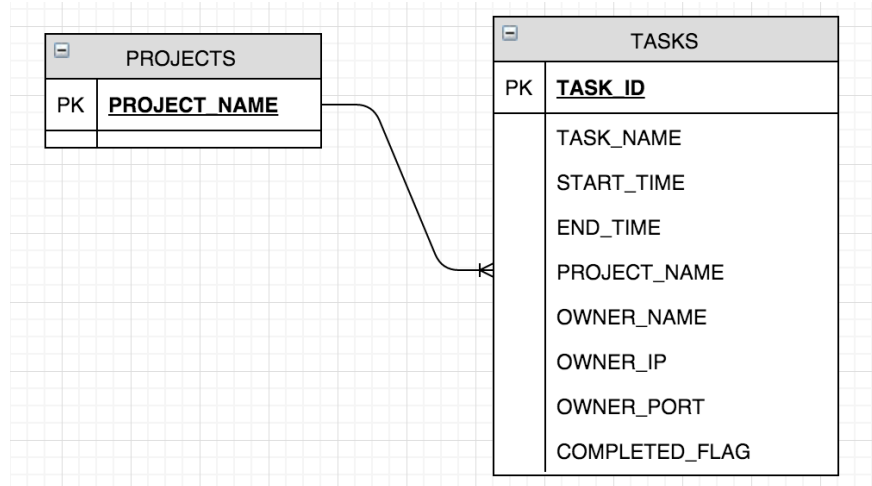 PROJECTS
PK PROJECT_NAME
TASKS
PK TASK_ID
TASK_NAME
START_TIME
END_TIME
PROJECT_NAME
OWNER_NAME
OWNER_IP
OWNER_PORT
COMPLETED_FLAG